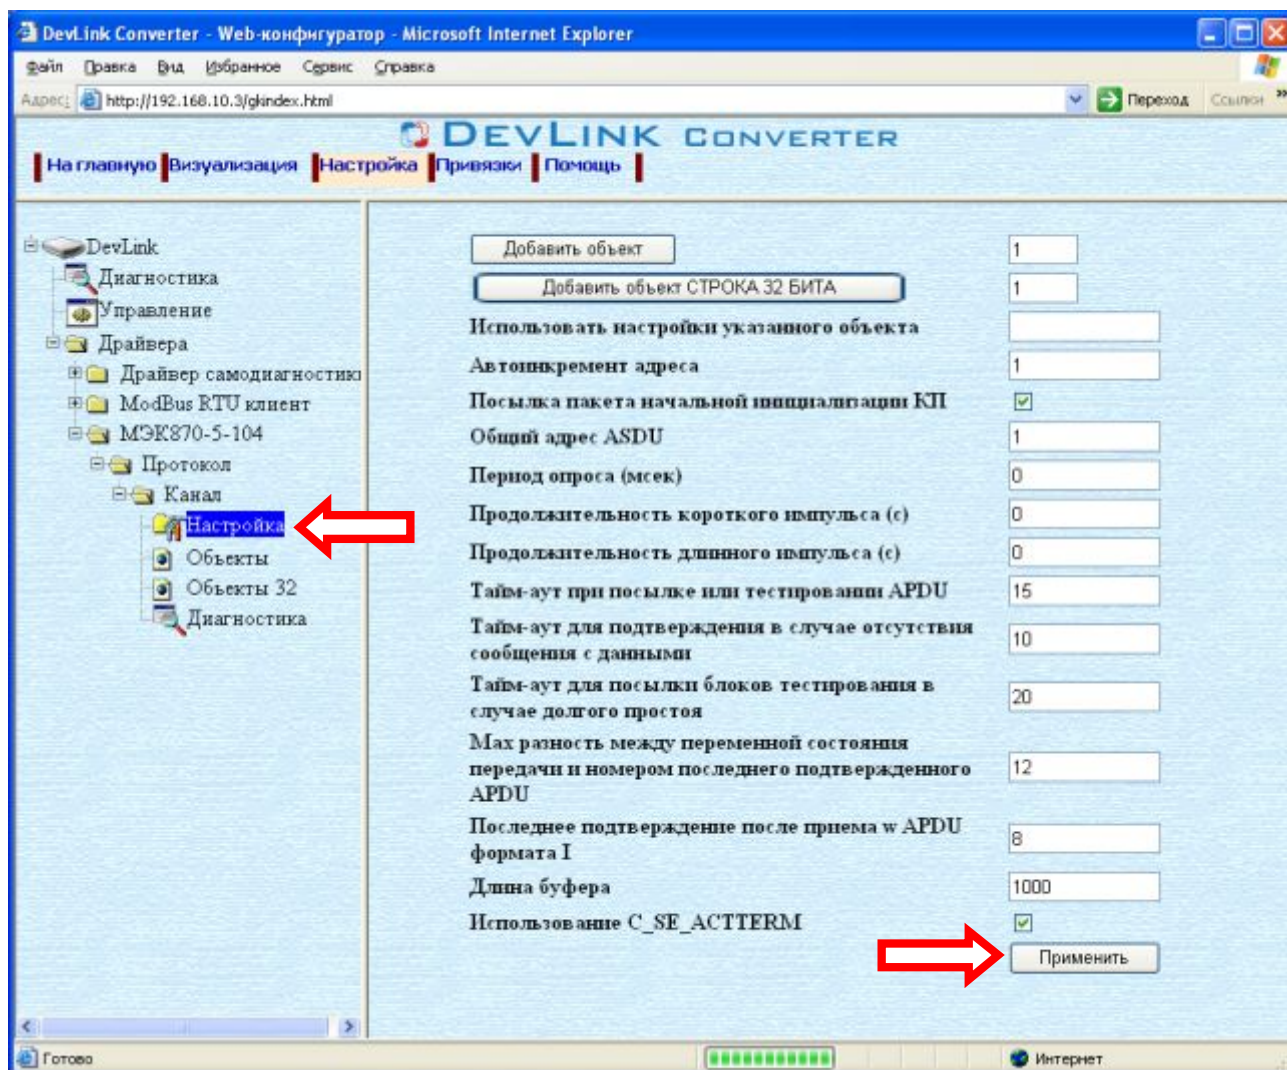 DevLink Converter - Web-конфигуратор - Microsoft Internet Explorer
Файл Правка Вид Избранное Сервис Справка
Адрес: http://192.168.10.3/gkindex.html Переход Ссылки »
DEVLINK CONVERTER
На главную Визуализация Настройка Привязки Помощь
DevLink
Диагностика
Управление
Драйвера
Драйвер самодиагностики
ModBus RTU клиент
МЭК870-5-104
Протокол
Канал
Настройка
Объекты
Объекты 32
Диагностика
Добавить объект 1
Добавить объект СТРОКА 32 БИТА 1
Использовать настройки указанного объекта
Автоинкремент адреса 1
Посылка пакета начальной инициализации КП
Общий адрес ASDU 1
Период опроса (мсек) 0
Продолжительность короткого импульса (с) 0
Продолжительность длинного импульса (с) 0
Тайм-аут при посылке или тестировании APDU 15
Тайм-аут для подтверждения в случае отсутствия
сообщения с данными 10
Тайм-аут для посылки блоков тестирования в
случае долгого простоя 20
Max разность между переменной состояния
передачи и номером последнего подтвержденного 12
APDU
Последнее подтверждение после приема w APDU
формата I 8
Длина буфера 1000
Использование C_SE_ACTTERM
Применить
Готово Интернет